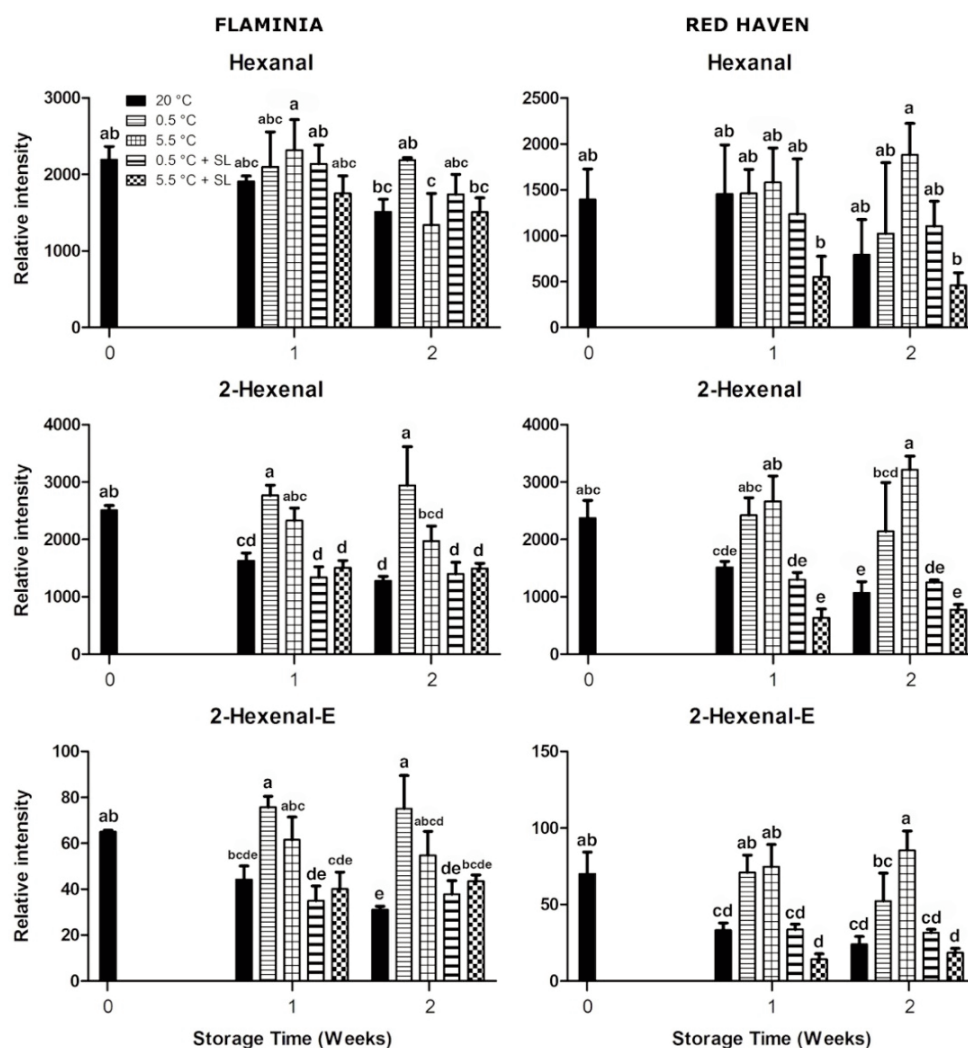 FLAMINIA
RED HAVEN
Hexanal
Relative intensity
3000
2000
1000
0
20 °C
0.5 °C
5.5 °C
0.5 °C + SL
5.5 °C + SL
ab
abc
abc
a
ab
abc
bc
ab
c
abc
bc
0
1
2
Hexanal
2500
2000
1500
1000
500
0
ab
ab
ab
ab
ab
b
ab
ab
a
ab
b
0
1
2
2-Hexenal
Relative intensity
4000
3000
2000
1000
0
ab
cd
a
abc
d
d
d
a
bcd
d
d
0
1
2
2-Hexenal
4000
3000
2000
1000
0
abc
cde
abc
ab
de
e
e
bcd
a
de
e
0
1
2
2-Hexenal-E
Relative intensity
100
80
60
40
20
0
ab
bcde
a
abc
de
cde
e
a
abcd
de
bcde
0
1
2
Storage Time (Weeks)
2-Hexenal-E
150
100
50
0
ab
cd
ab
ab
cd
d
cd
bc
a
cd
d
0
1
2
Storage Time (Weeks)